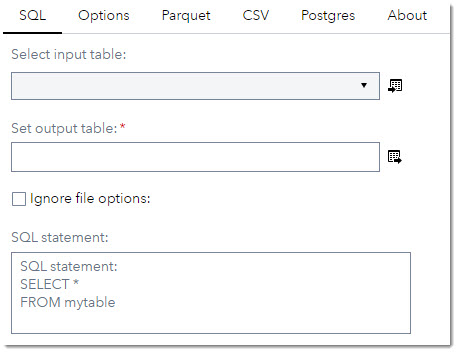 SQL Options Parquet CSV Postgres About
Select input table:
Set output table: *
Ignore file options:
SQL statement:
SQL statement:
SELECT *
FROM mytable